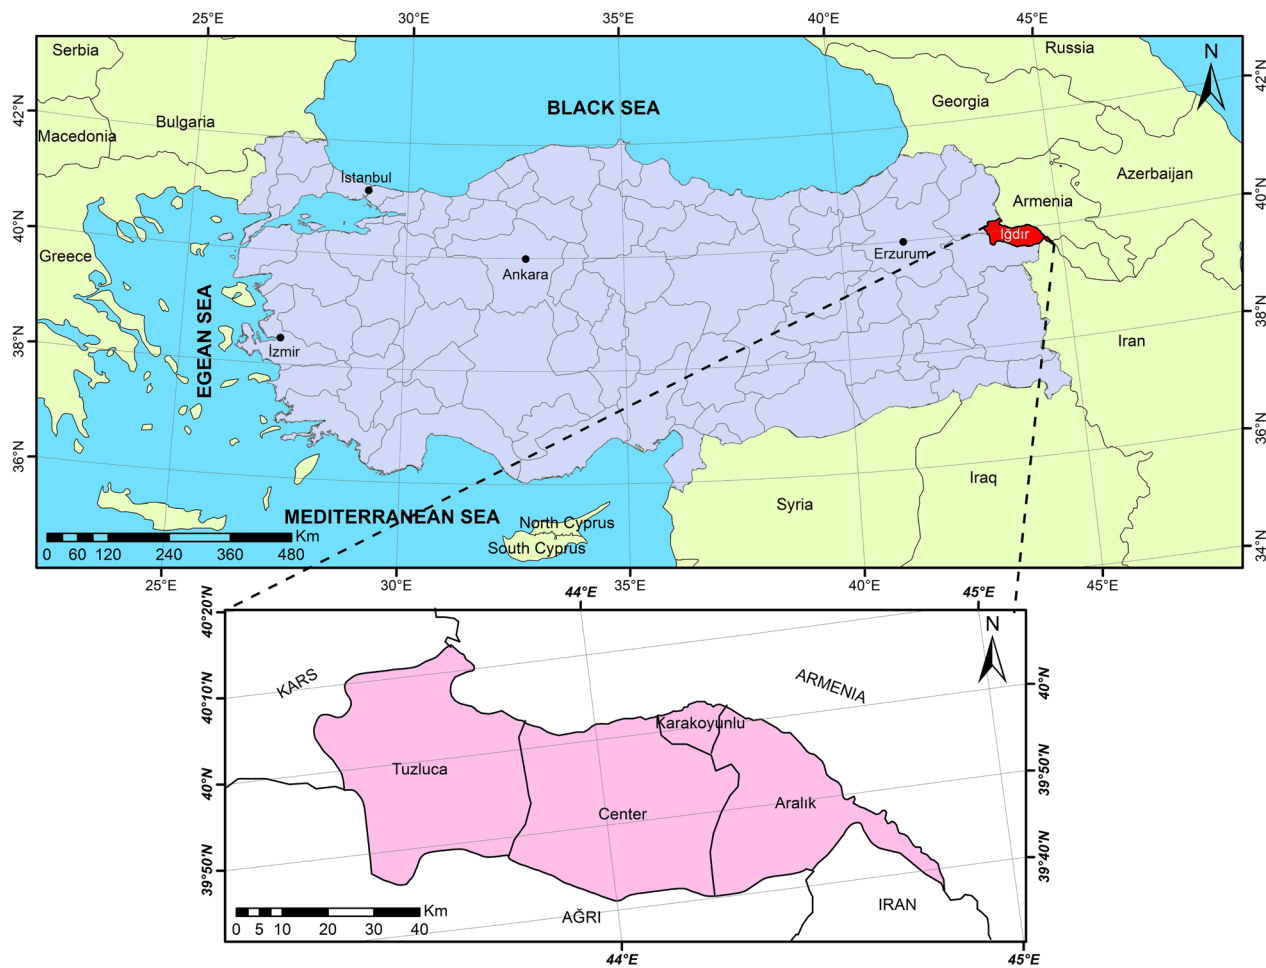 25°E 30°E 35°E 40°E 45°E
Serbia
Russia
N
42°N
42°N
Georgia
BLACK SEA
Bulgaria
Macedonia
Azerbaijan
İstanbul
40°N
Armenia
40°N
Iğdır
Erzurum
Greece
Ankara
EGEAN SEA
38°N
38°N
Iran
İzmir
36°N
36°N
Iraq
Syria
MEDITERRANEAN SEA
North Cyprus
South Cyprus
Km
0 60 120 240 360 480
34°N
25°E 30°E 35°E 40°E 45°E
44°E 45°E
40°20'N
N
KARS
ARMENIA
40°N
40°10'N
Karakoyunlu
Tuzluca
39°50'N
40°N
Aralık
Center
39°40'N
39°50'N
IRAN
AĞRI
Km
0 5 10 20 30 40
44°E 45°E